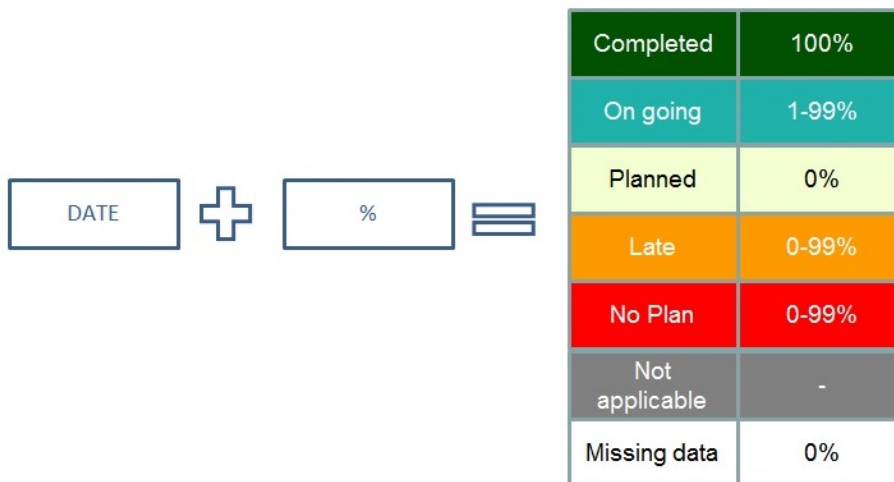 DATE
%
Completed 100%
On going 1-99%
Planned 0%
Late 0-99%
No Plan 0-99%
Not
applicable -
Missing data 0%